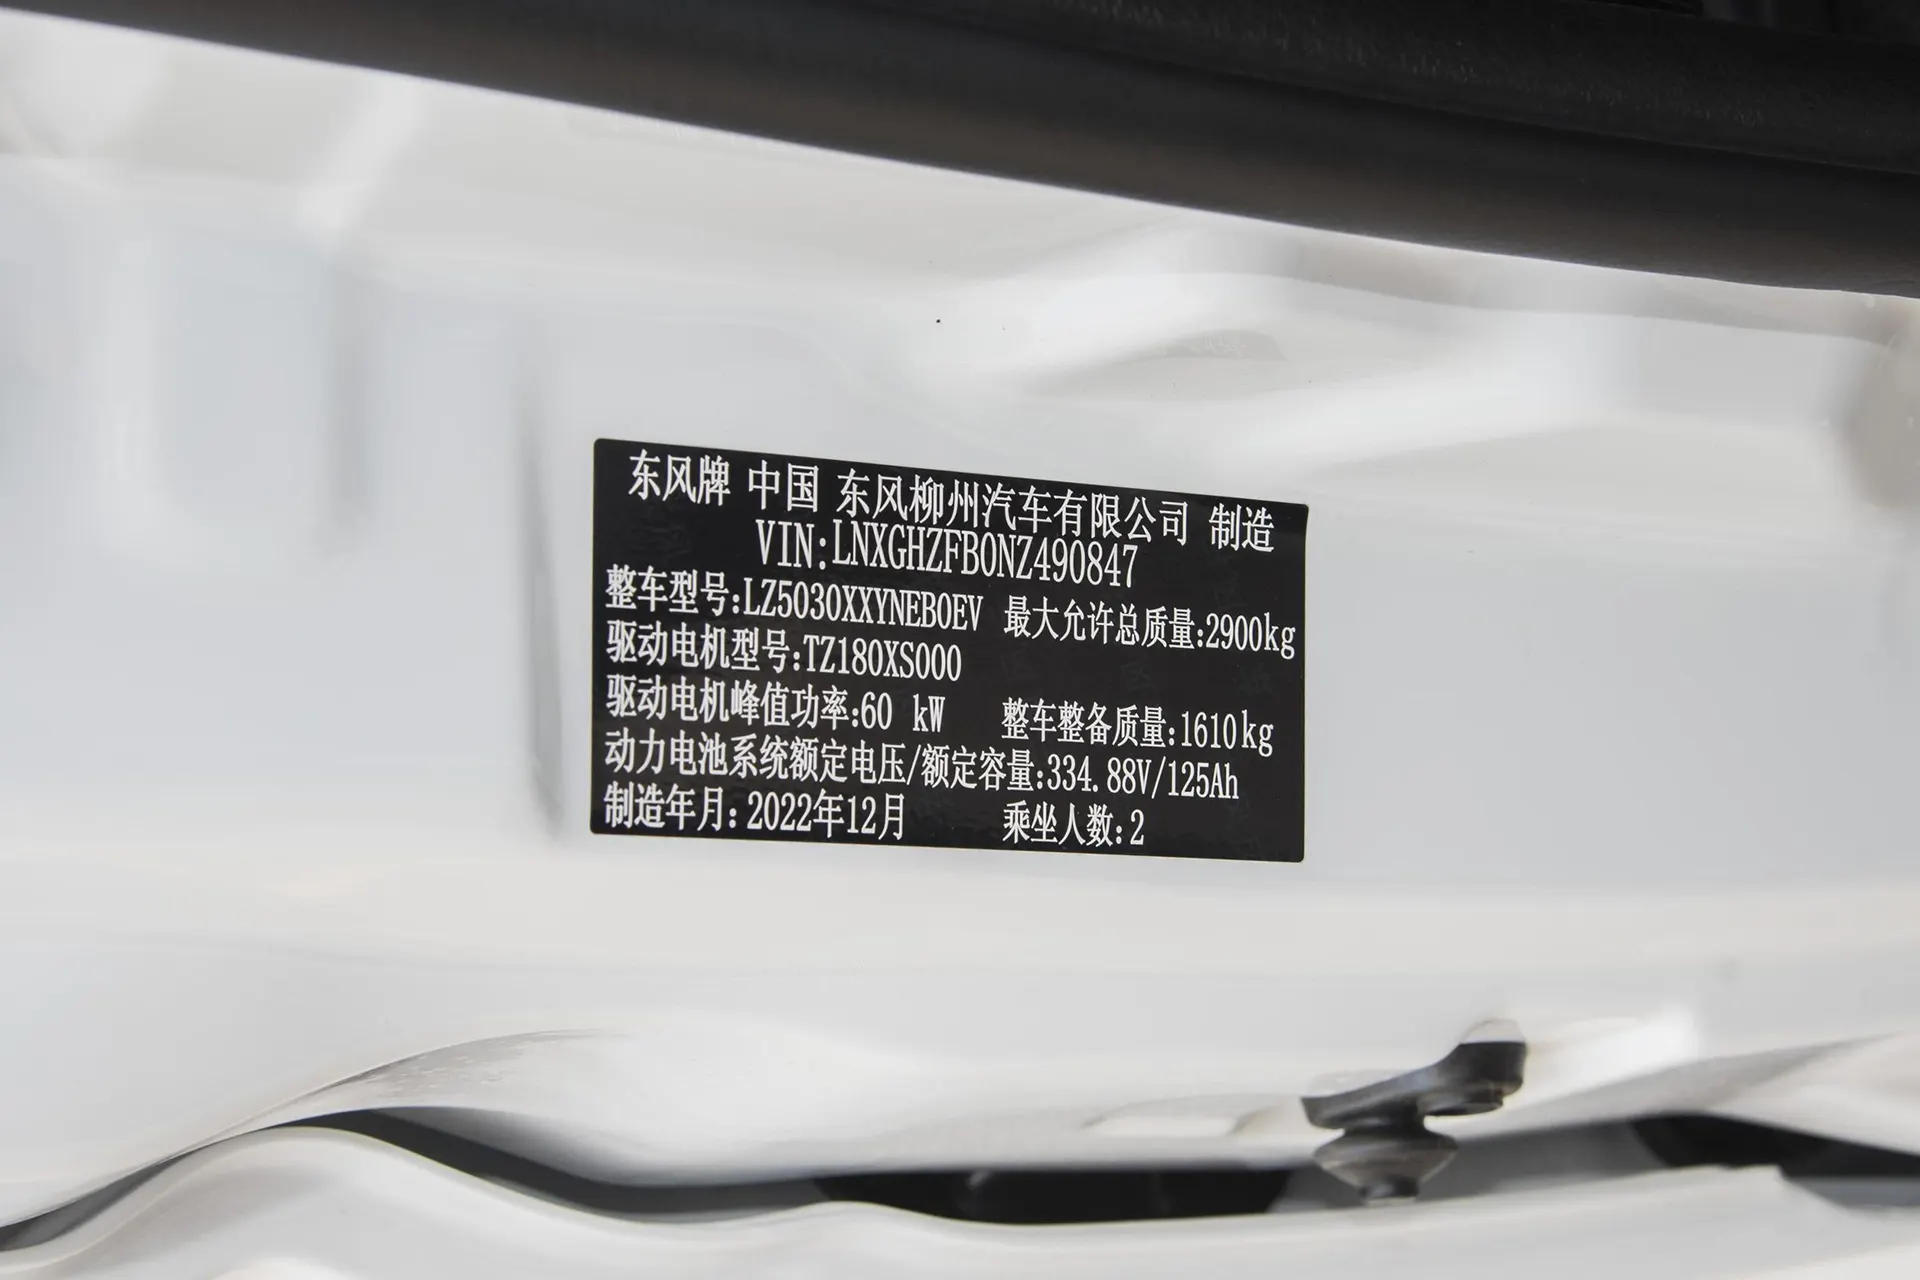 东风牌 中国 东风柳州汽车有限公司 制造
VIN:LNXGHZFB0NZ490847
整车型号:LZ5030XXYNEB0EV 最大允许总质量:2900kg
驱动电机型号:TZ180XS000
驱动电机峰值功率:60 kW 整车整备质量:1610kg
动力电池系统额定电压/额定容量:334.88V/125Ah
制造年月:2022年12月 乘坐人数:2